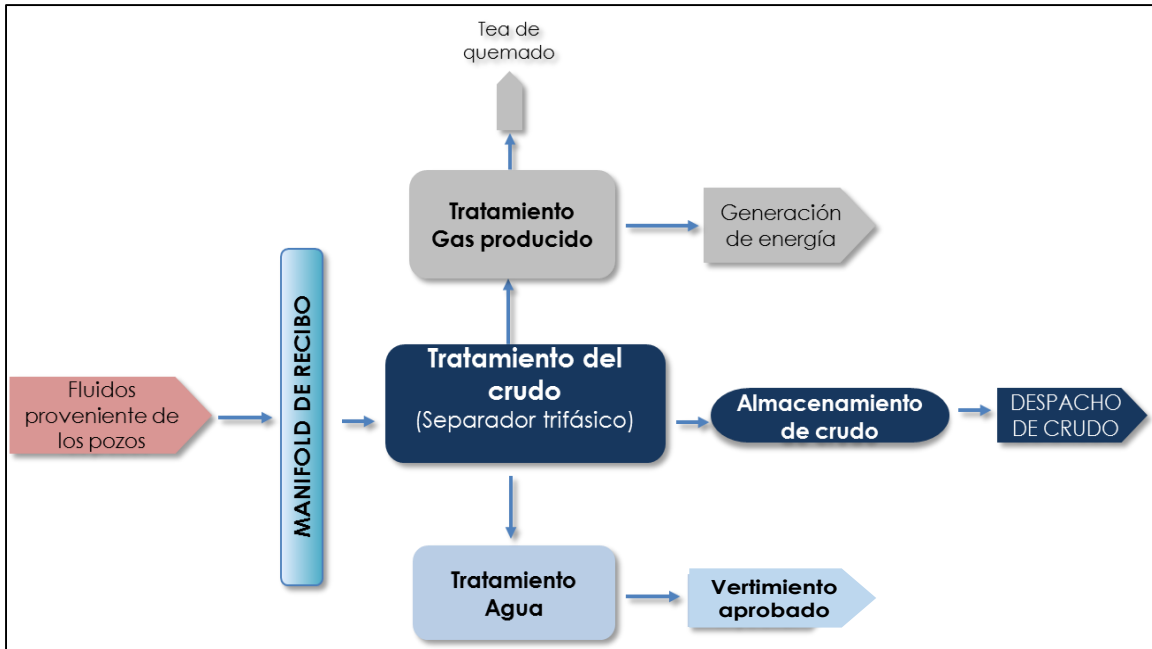 Tea de
quemado
Tratamiento
Gas producido
Generación
de energía
MANIFOLD DE RECIBO
Fluidos
proveniente de
los pozos
Tratamiento del
crudo
(Separador trifásico)
Almacenamiento
de crudo
DESPACHO
DE CRUDO
Tratamiento
Agua
Vertimiento
aprobado